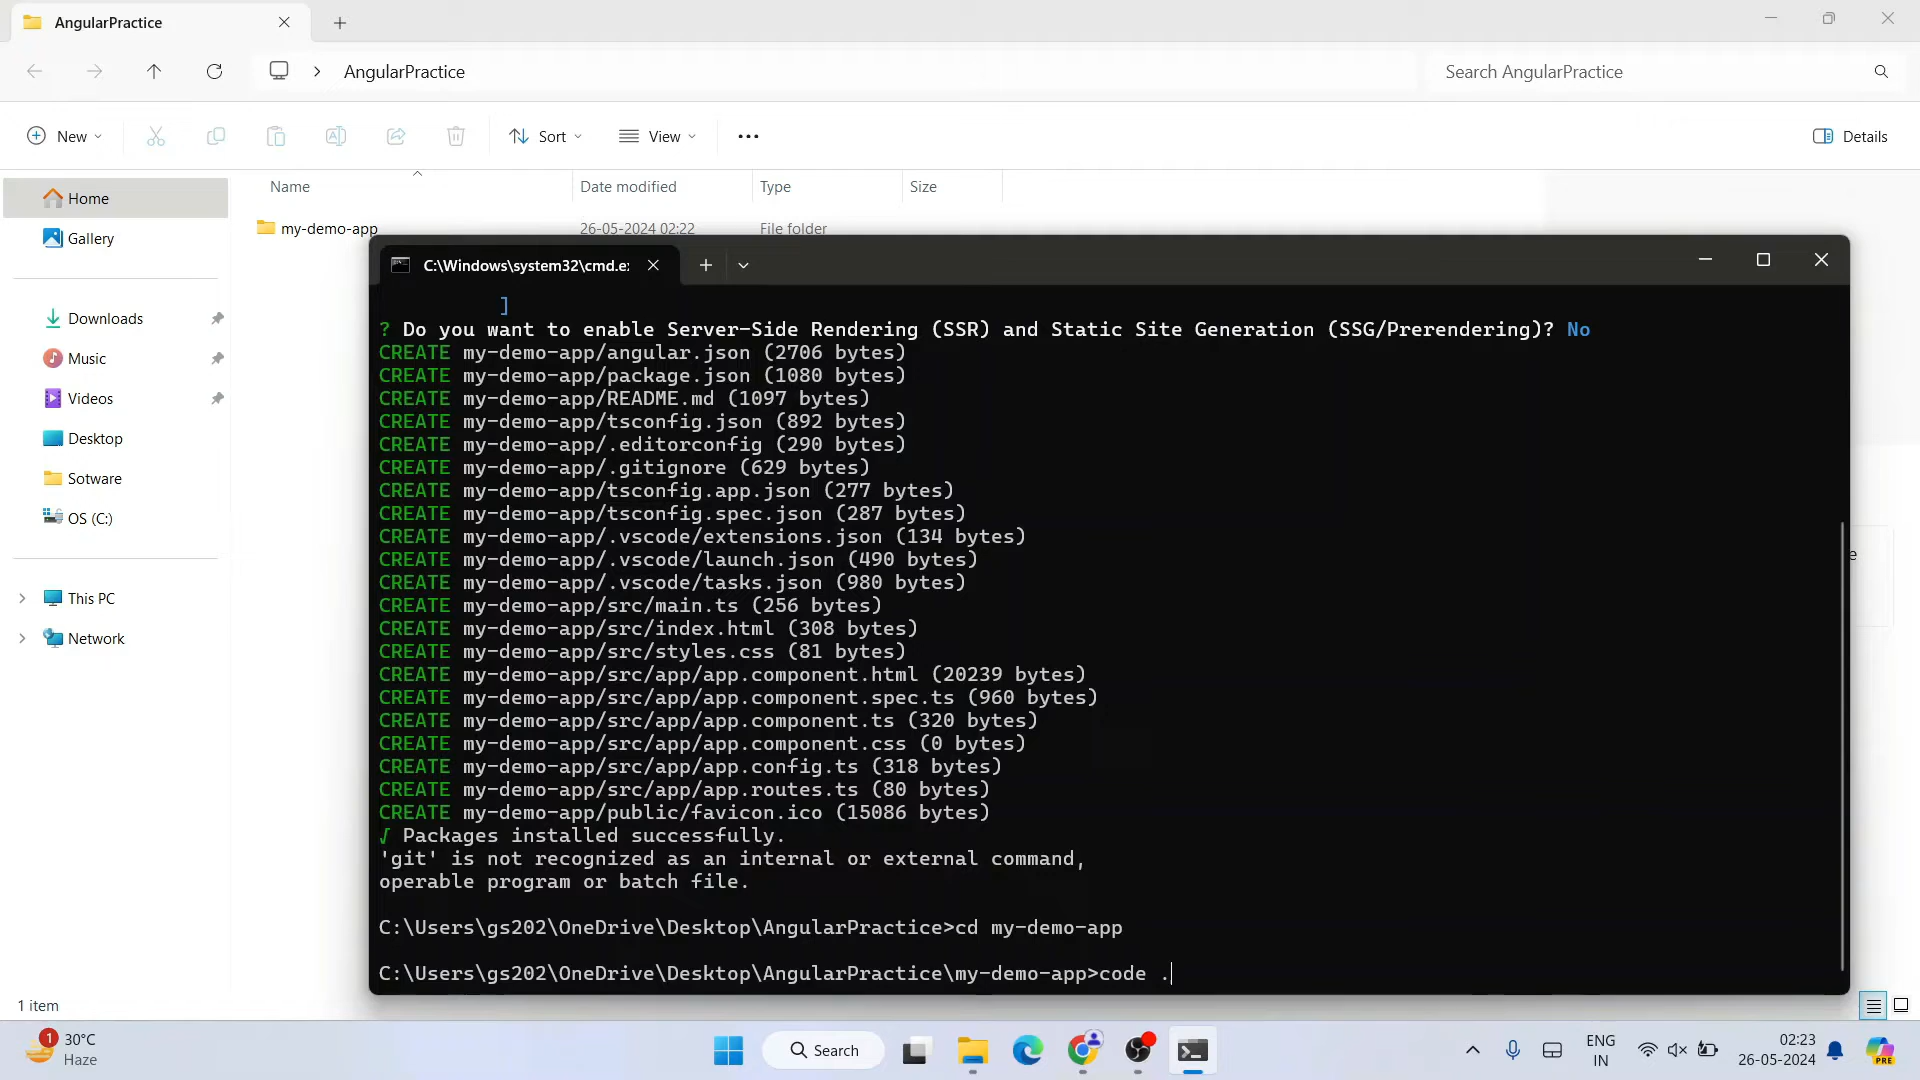 AngularPractice
AngularPractice
Search AngularPractice
New
Sort
View
Details
Name
Date modified
Type
Size
Home
my-demo-app
26-05-2024 02:22
File folder
Gallery
Downloads
Music
Videos
Desktop
Sotware
OS (C:)
This PC
Network
C:\Windows\system32\cmd.e
]
? Do you want to enable Server-Side Rendering (SSR) and Static Site Generation (SSG/Prerendering)? No
CREATE my-demo-app/angular.json (2706 bytes)
CREATE my-demo-app/package.json (1080 bytes)
CREATE my-demo-app/README.md (1097 bytes)
CREATE my-demo-app/tsconfig.json (892 bytes)
CREATE my-demo-app/.editorconfig (290 bytes)
CREATE my-demo-app/.gitignore (629 bytes)
CREATE my-demo-app/tsconfig.app.json (277 bytes)
CREATE my-demo-app/tsconfig.spec.json (287 bytes)
CREATE my-demo-app/.vscode/extensions.json (134 bytes)
CREATE my-demo-app/.vscode/launch.json (490 bytes)
CREATE my-demo-app/.vscode/tasks.json (980 bytes)
CREATE my-demo-app/src/main.ts (256 bytes)
CREATE my-demo-app/src/index.html (308 bytes)
CREATE my-demo-app/src/styles.css (81 bytes)
CREATE my-demo-app/src/app/app.component.html (20239 bytes)
CREATE my-demo-app/src/app/app.component.spec.ts (960 bytes)
CREATE my-demo-app/src/app/app.component.ts (320 bytes)
CREATE my-demo-app/src/app/app.component.css (0 bytes)
CREATE my-demo-app/src/app/app.config.ts (318 bytes)
CREATE my-demo-app/src/app/app.routes.ts (80 bytes)
CREATE my-demo-app/public/favicon.ico (15086 bytes)
√ Packages installed successfully.
'git' is not recognized as an internal or external command,
operable program or batch file.
C:\Users\gs202\OneDrive\Desktop\AngularPractice>cd my-demo-app
C:\Users\gs202\OneDrive\Desktop\AngularPractice\my-demo-app>code .
e
1 item
1
30°C
Haze
Search
ENG
IN
02:23
26-05-2024
PRE